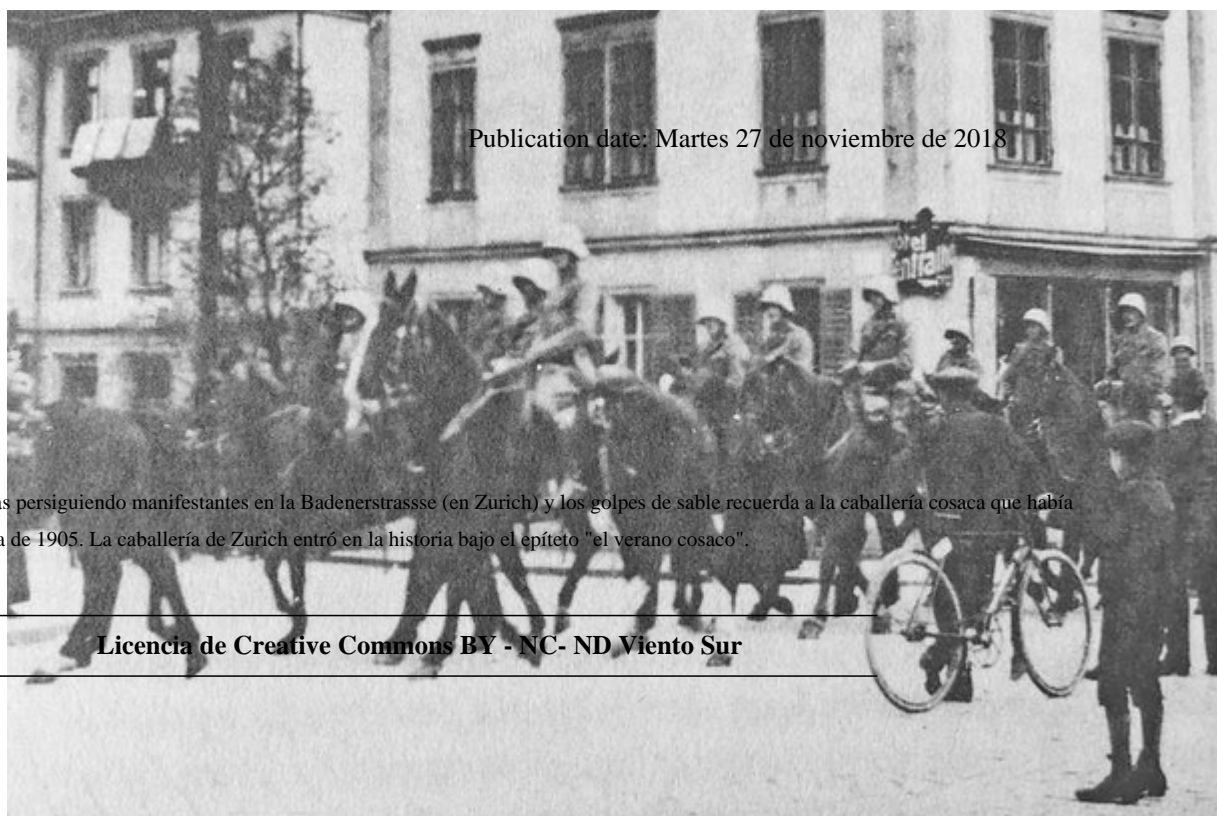 Publication date: Martes 27 de noviembre de 2018
persiguiendo manifestantes en la Badenerstrassse (en Zurich) y los golpes de sable recuerda a la caballería cosaca que había
de 1905. La caballería de Zurich entró en la historia bajo el epíteto "el verano cosaco".
Licencia de Creative Commons BY - NC- ND Viento Sur